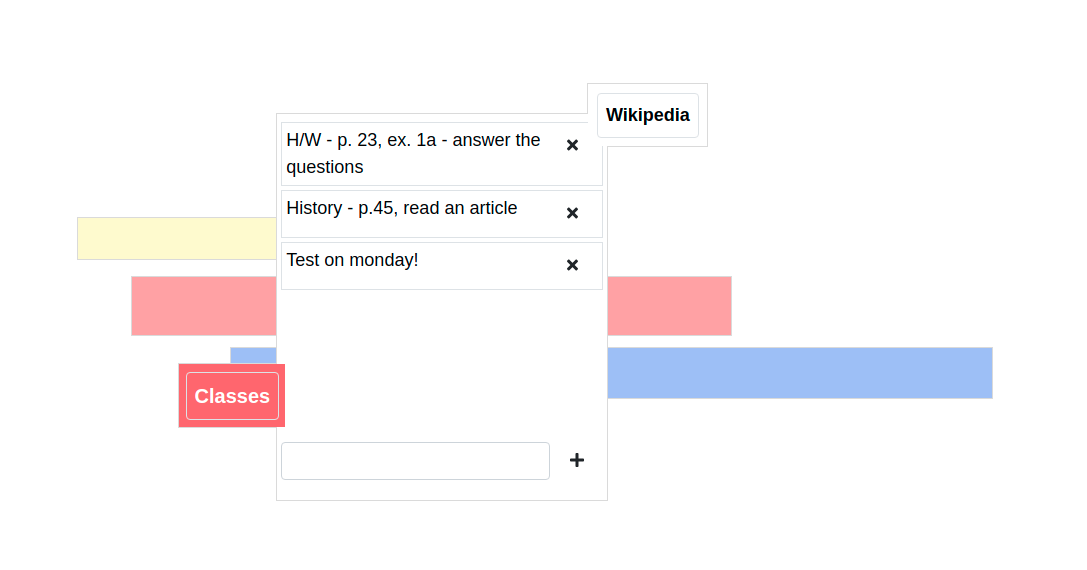 Wikipedia
H/W - p. 23, ex. 1a - answer the
questions
History - p.45, read an article
Test on monday!
Classes